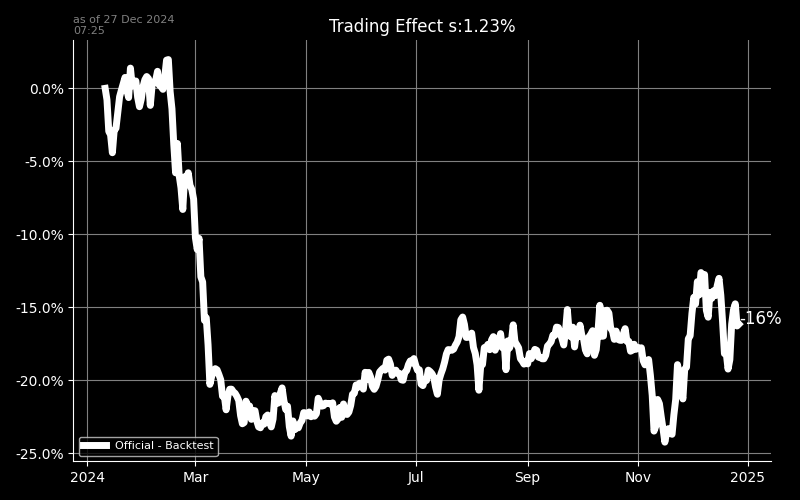 as of 27 Dec 2024
07:25
Trading Effect s:1.23%
0.0%
-5.0%
-10.0%
-15.0%
-16%
-20.0%
-25.0%
Official - Backtest
2024
Mar
May
Jul
Sep
Nov
2025